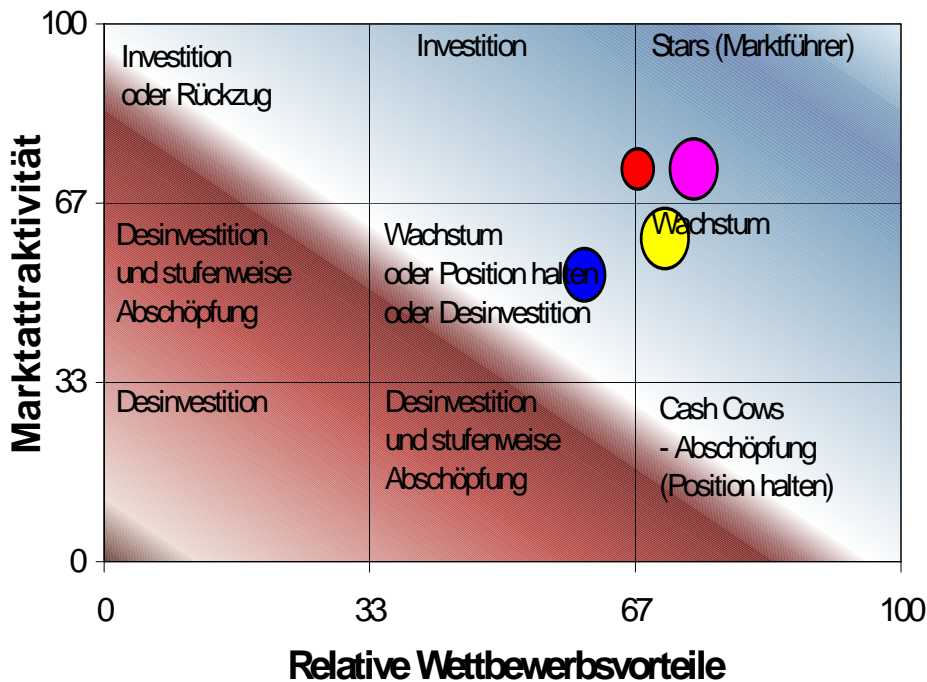 100
Investition
oder Rückzug
Investition
Stars (Marktführer)
Marktattraktivität
67
Desinvestition
und stufenweise
Abschöpfung
Wachstum
oder Position halten
oder Desinvestition
Wachstum
33
Desinvestition
Desinvestition
und stufenweise
Abschöpfung
Cash Cows
- Abschöpfung
(Position halten)
0
0
33
67
100
Relative Wettbewerbsvorteile